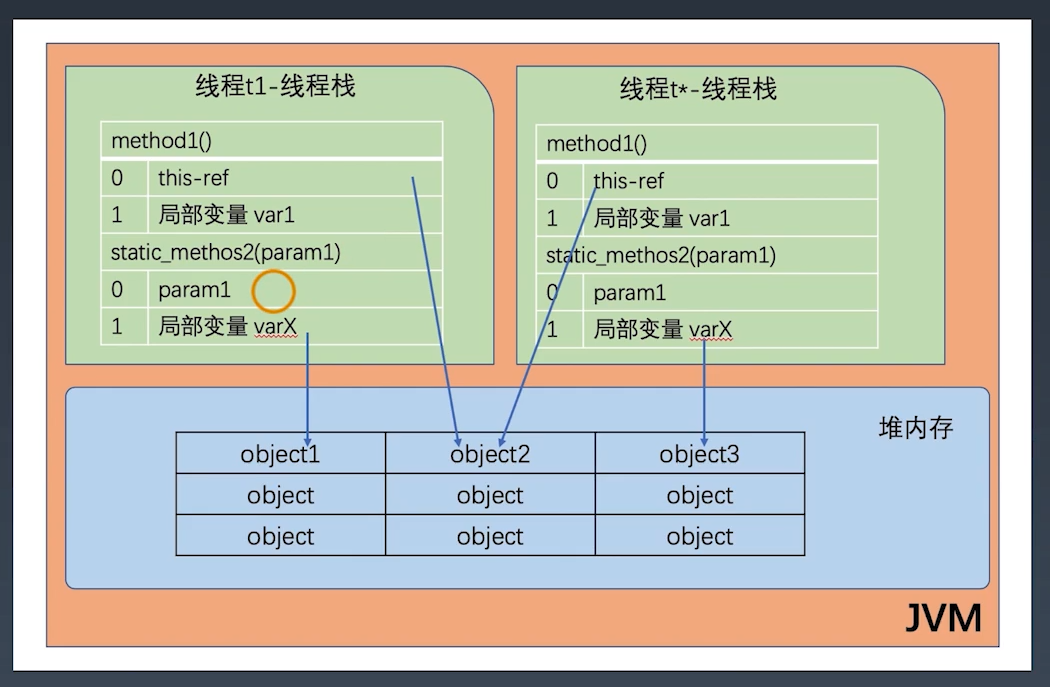 线程t1-线程栈
method1()
0 this-ref
1 局部变量 var1
static_methos2(param1)
0 param1
1 局部变量 varX
线程t*-线程栈
method1()
0 this-ref
1 局部变量 var1
static_methos2(param1)
0 param1
1 局部变量 varX
堆内存
object1 object2 object3
object object object
object object object
JVM